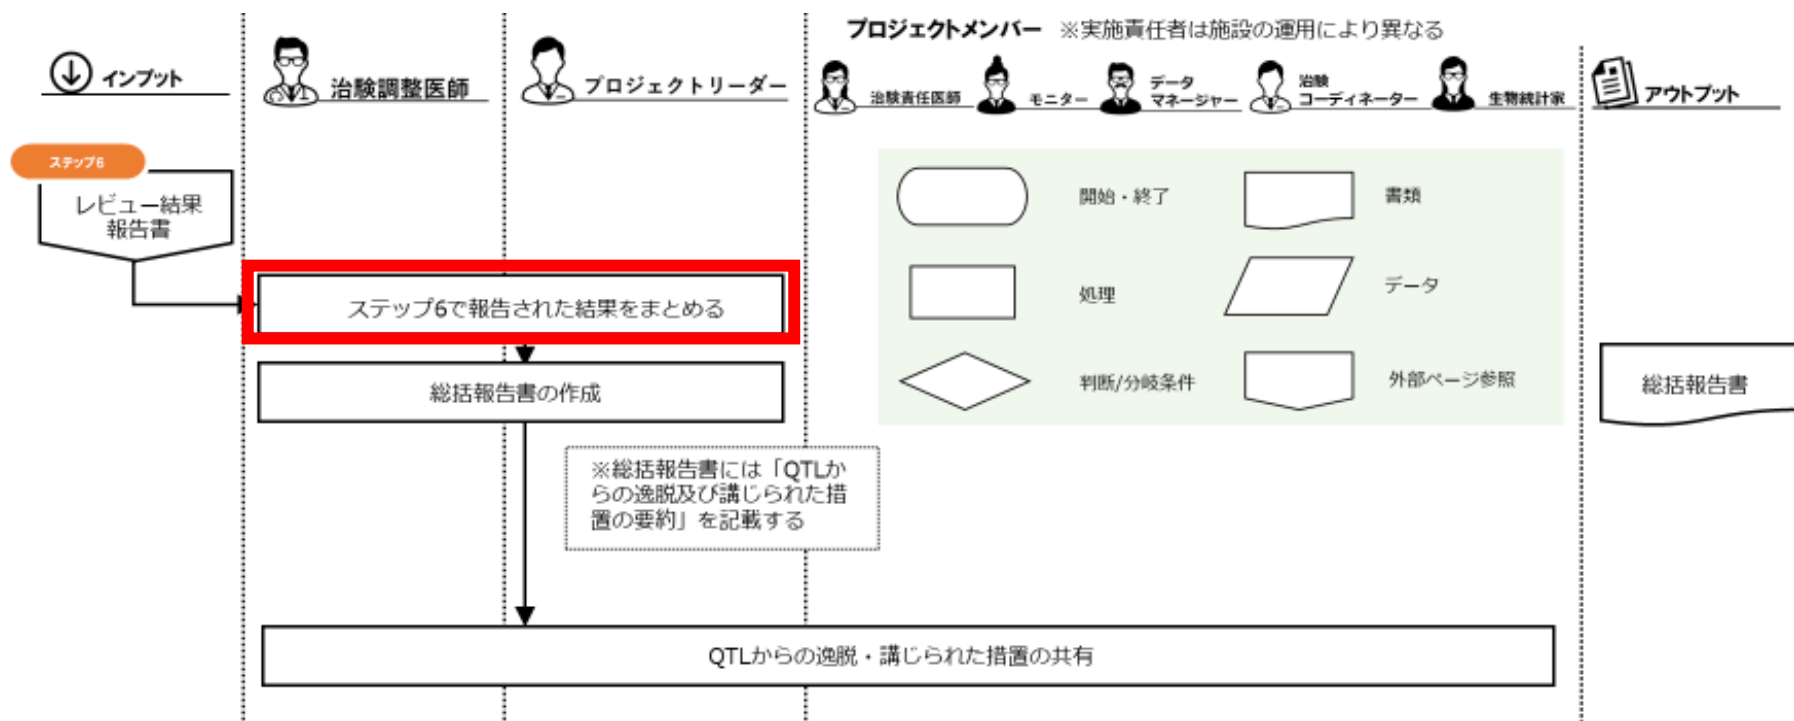 プロジェクトメンバー ※実施責任者は施設の運用により異なる
インプット
治験調整医師
プロジェクトリーダー
治験責任医師
モニター
データ
マネージャー
治験
コーディネーター
生物統計家
アウトプット
ステップ6
レビュー結果
報告書
開始・終了
書類
処理
データ
判断/分岐条件
外部ページ参照
ステップ6で報告された結果をまとめる
総括報告書の作成
総括報告書
※総括報告書には「QTLか
らの逸脱及び講じられた措
置の要約」を記載する
QTLからの逸脱・講じられた措置の共有